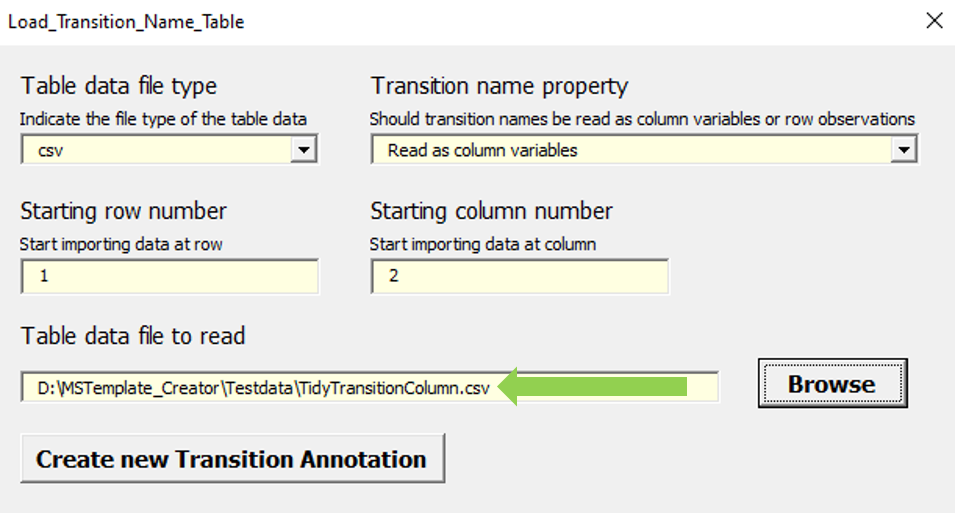 Load_Transition_Name_Table
Table data file type
Indicate the file type of the table data
csv
Transition name property
Should transition names be read as column variables or row observations
Read as column variables
Starting row number
Start importing data at row
1
Starting column number
Start importing data at column
2
Table data file to read
D:\MSTemplate_Creator\Testdata\TidyTransitionColumn.csv
Browse
Create new Transition Annotation